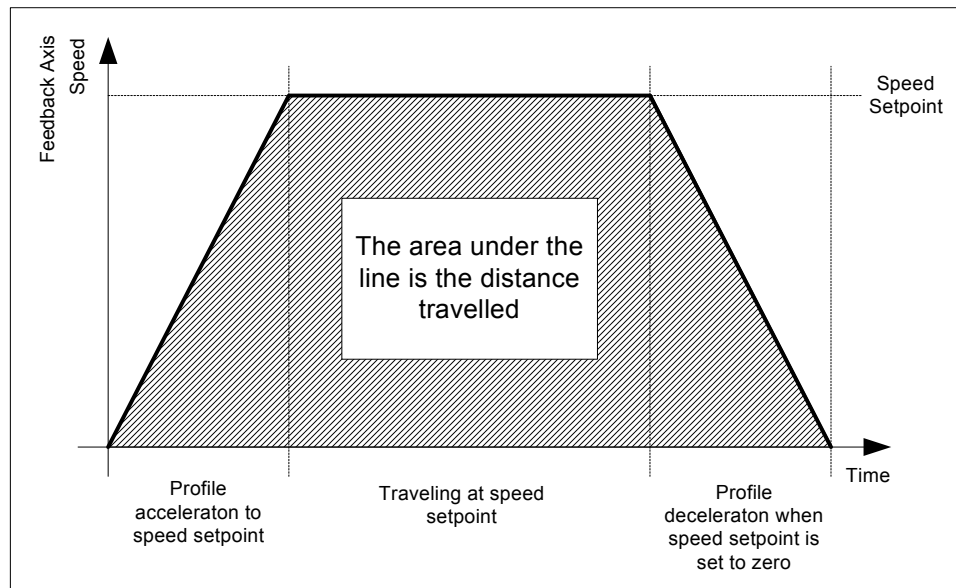 Feedback Axis
Speed
Speed
Setpoint
The area under the
line is the distance
travelled
Time
Profile
acceleraton to
speed setpoint
Traveling at speed
setpoint
Profile
deceleraton when
speed setpoint is
set to zero